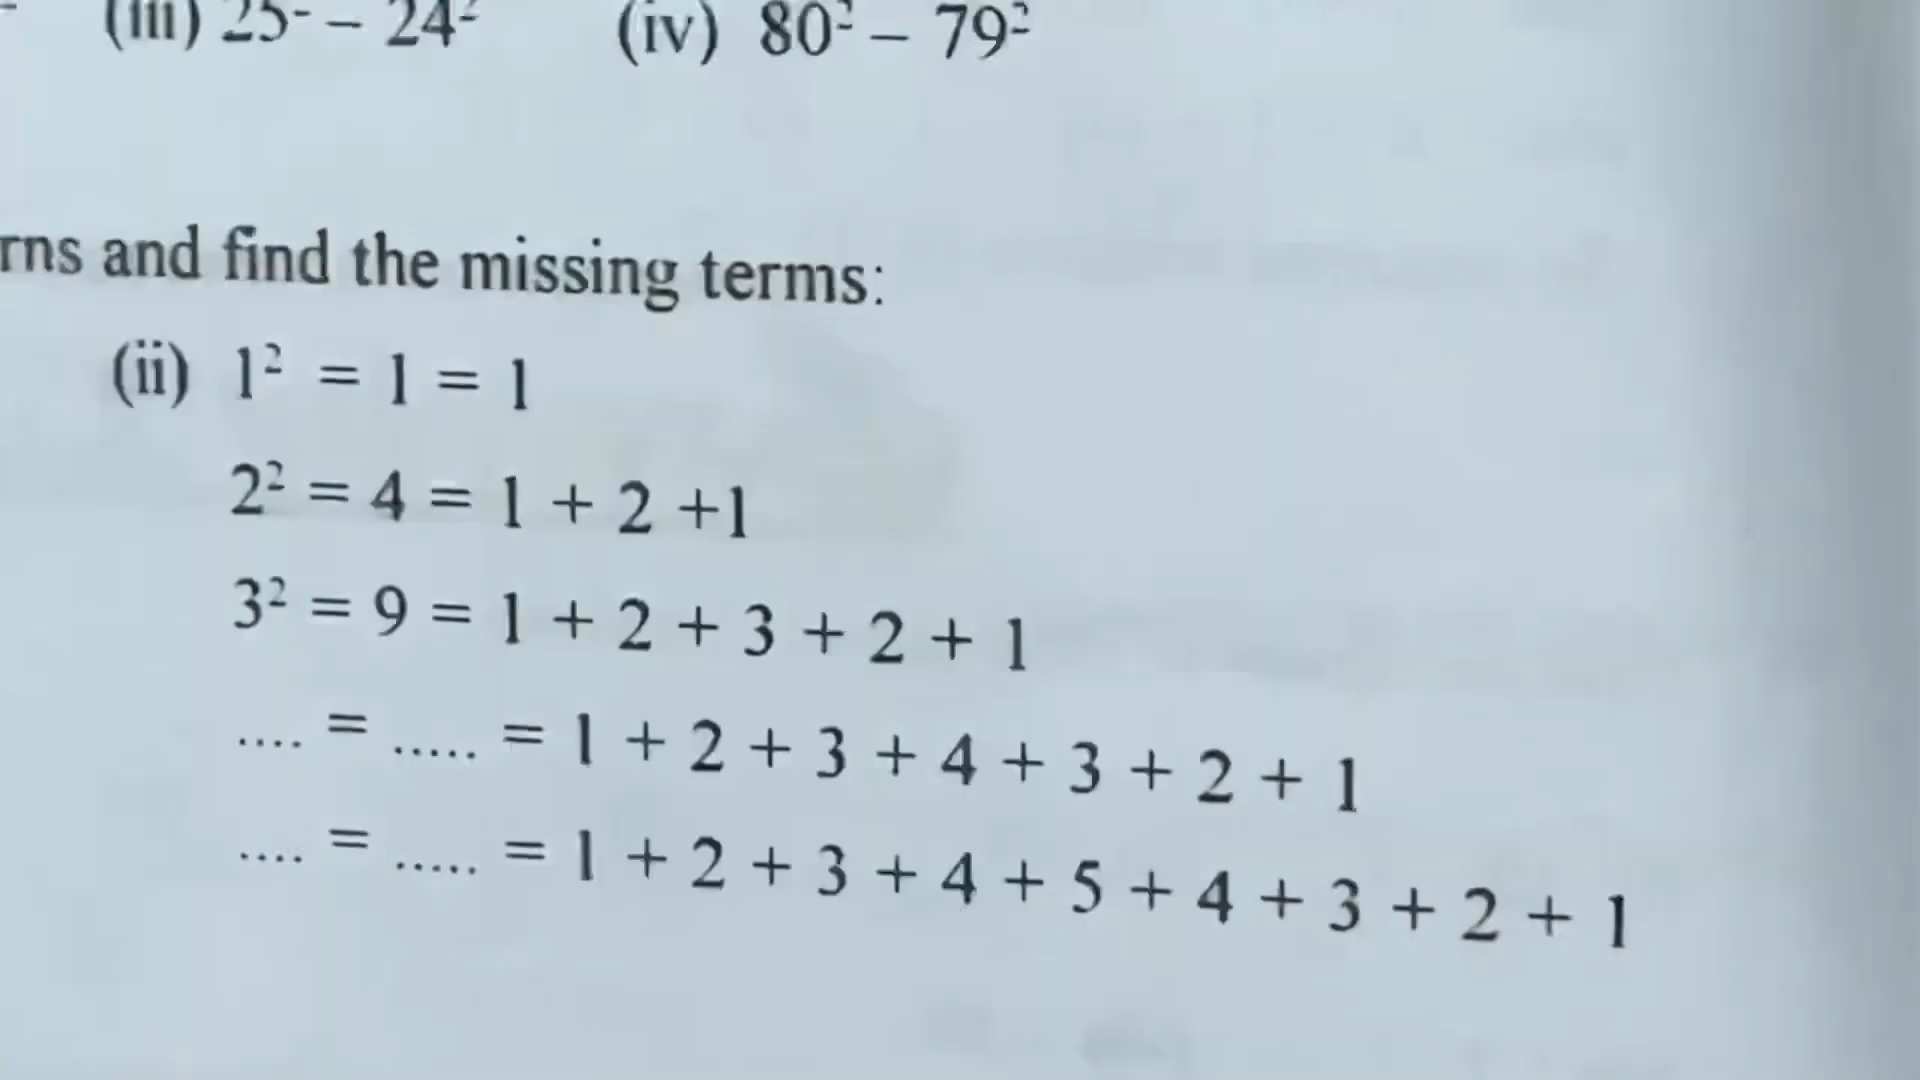 (iii) 25² – 24² (iv) 80² – 79²
rns and find the missing terms:
(ii) 1² = 1 = 1
2² = 4 = 1 + 2 +1
3² = 9 = 1 + 2 + 3 + 2 + 1
.... = ..... = 1 + 2 + 3 + 4 + 3 + 2 + 1
.... = ..... = 1 + 2 + 3 + 4 + 5 + 4 + 3 + 2 + 1